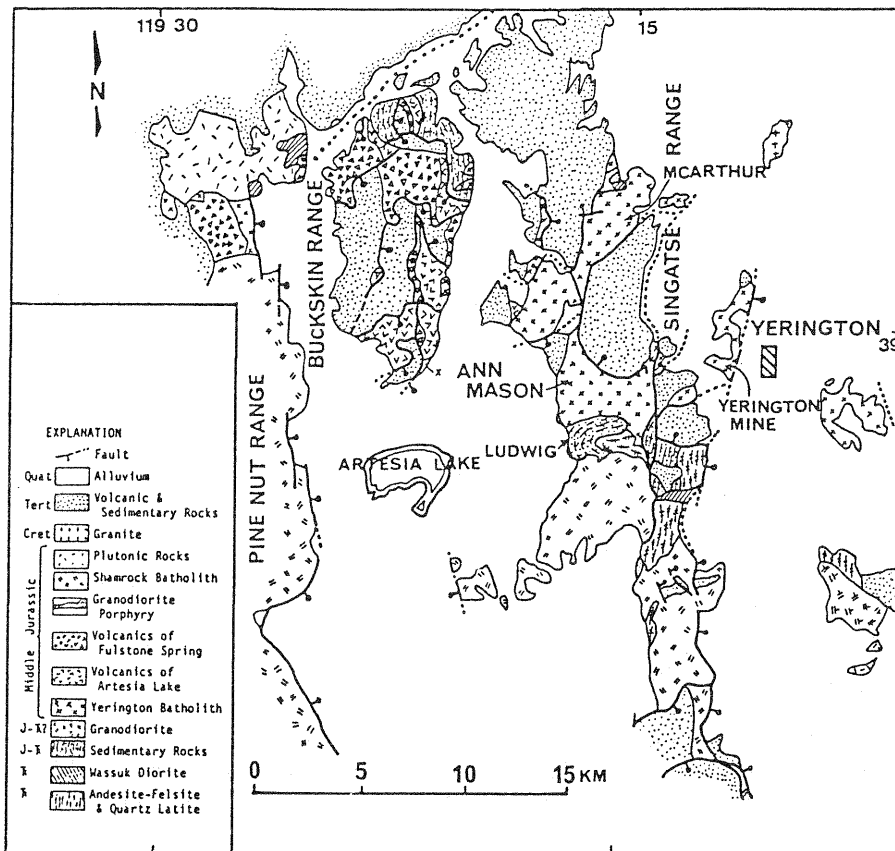 119 30
15
N
RANGE
MCARTHUR
SINGATSE
BUCKSKIN RANGE
YERINGTON
39
ANN
MASON
YERINGTON
MINE
PINE NUT RANGE
LUDWIG
ARTESIA LAKE
EXPLANATION
Fault
Quat Alluvium
Tert Volcanic &
Sedimentary Rocks
Cret Granite
Middle Jurassic
Plutonic Rocks
Shamrock Batholith
Granodiorite
Porphyry
Volcanics of
Fulstone Spring
Volcanics of
Artesia Lake
Yerington Batholith
J-ƮR? Granodiorite
J-ƮR Sedimentary Rocks
Wassuk Diorite
Andesite-Felsite
& Quartz Latite
0 5 10 15 KM